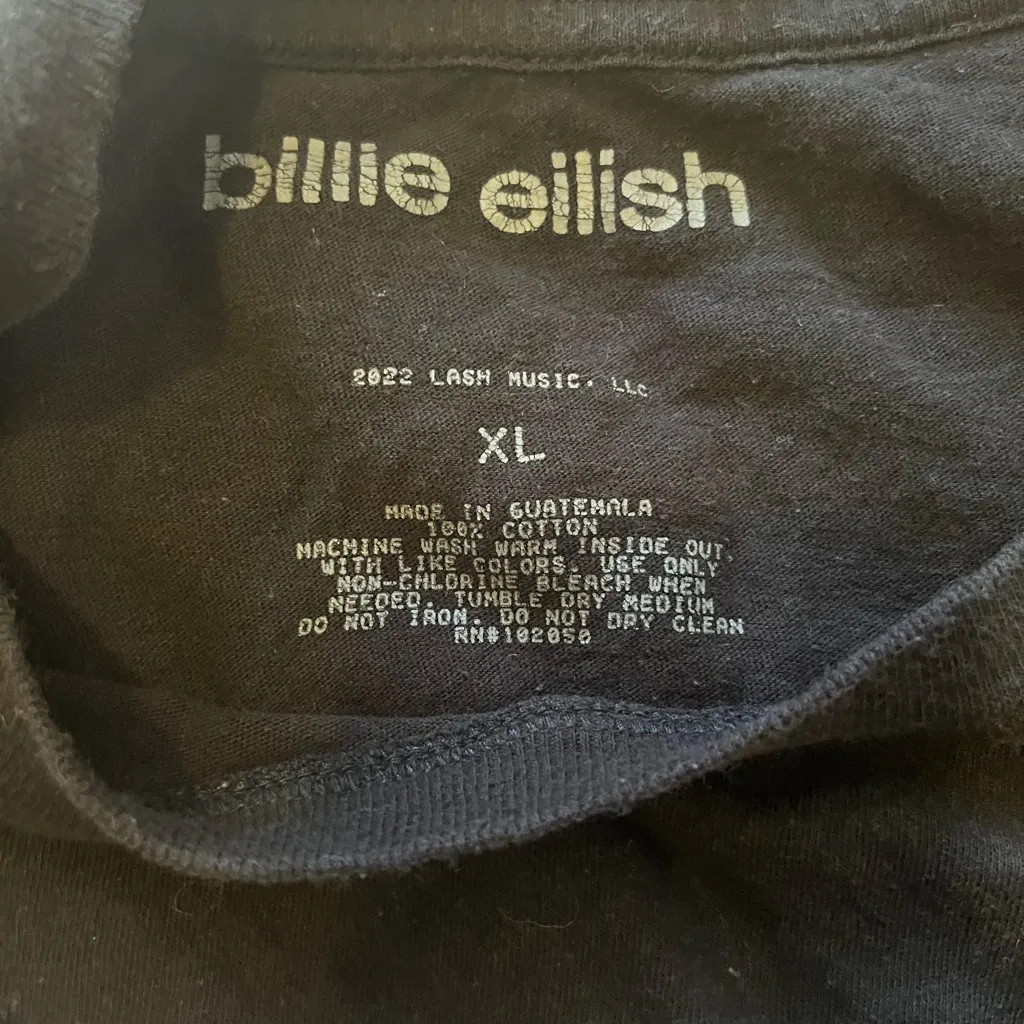 billie eilish
2022 LASH MUSIC, LLC
XL
MADE IN GUATEMALA
100% COTTON
MACHINE WASH WARM INSIDE OUT,
WITH LIKE COLORS. USE ONLY
NON-CHLORINE BLEACH WHEN
NEEDED. TUMBLE DRY MEDIUM
DO NOT IRON. DO NOT DRY CLEAN
RN#102050